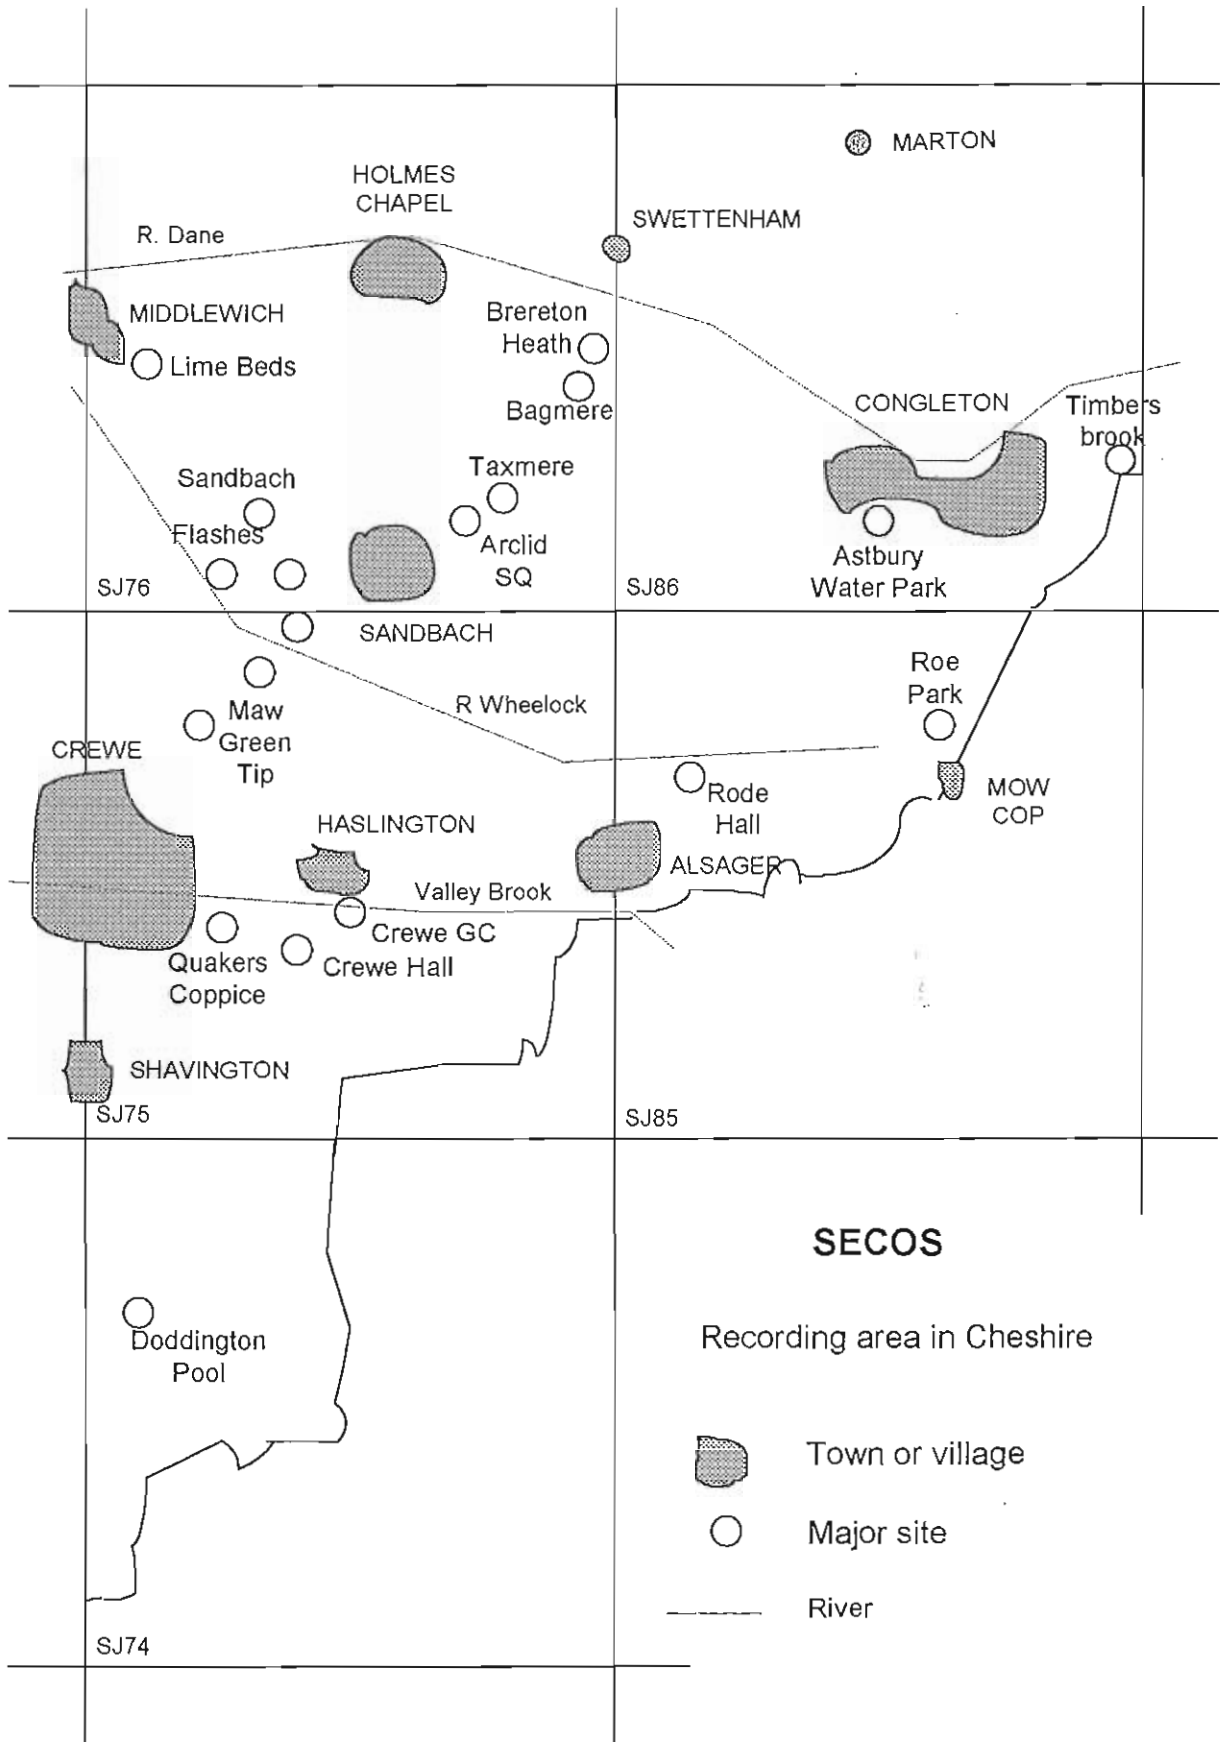 MARTON
HOLMES
CHAPEL
SWETTENHAM
R. Dane
MIDDLEWICH
Brereton
Heath
Lime Beds
Bagmere
CONGLETON
Timbers
brook
Sandbach
Flashes
Taxmere
Arclid
SQ
Astbury
Water Park
SJ76
SJ86
SANDBACH
Roe
Park
R Wheelock
Maw
Green
Tip
CREWE
Rode
Hall
MOW
COP
HASLINGTON
ALSAGER
Valley Brook
Crewe GC
Quakers
Coppice
Crewe Hall
SHAVINGTON
SJ75
SJ85
SECOS
Doddington
Pool
Recording area in Cheshire
Town or village
Major site
River
SJ74